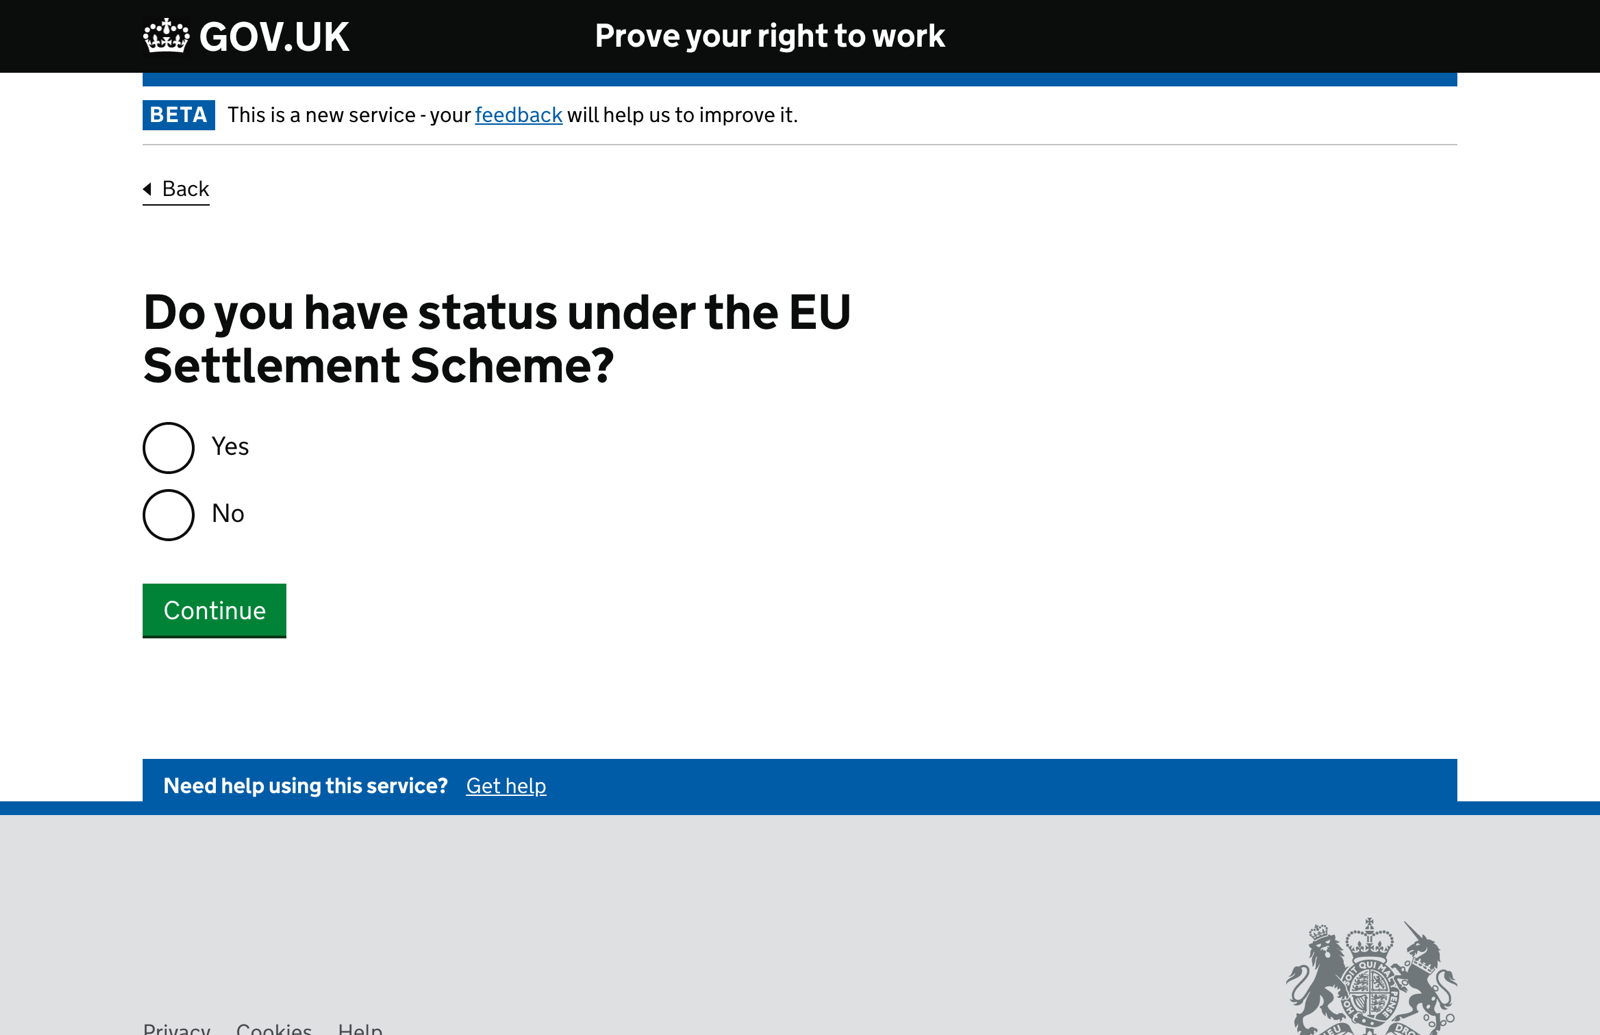 GOV.UK Prove your right to work
BETA This is a new service - your feedback will help us to improve it.
Back
Do you have status under the EU
Settlement Scheme?
Yes
No
Continue
Need help using this service? Get help
Privacy Cookies Help